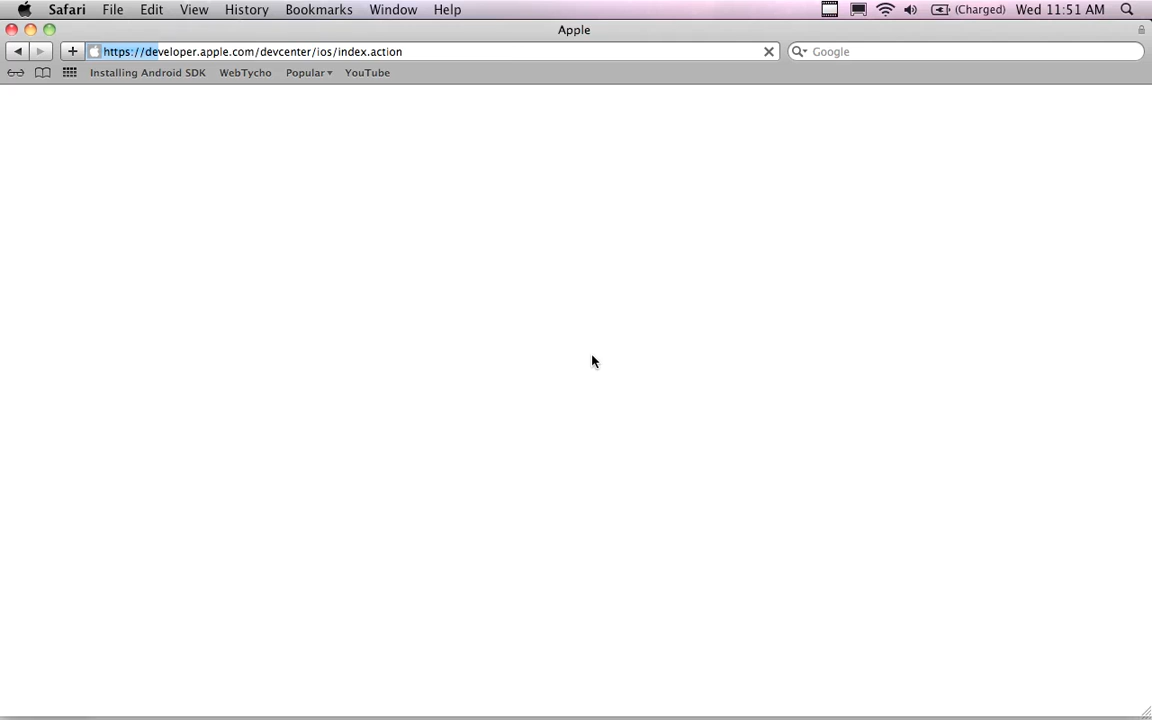 Safari File Edit View History Bookmarks Window Help (Charged) Wed 11:51 AM
Apple
https://developer.apple.com/devcenter/ios/index.action Google
Installing Android SDK WebTycho Popular YouTube